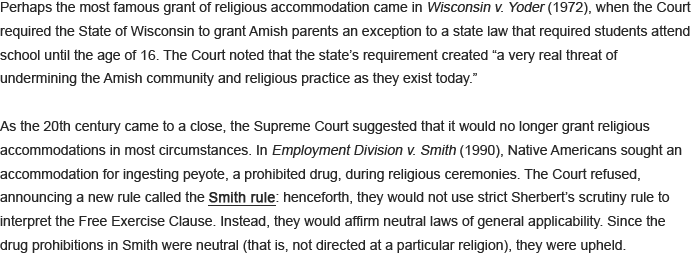 Perhaps the most famous grant of religious accommodation came in Wisconsin v. Yoder (1972), when the Court
required the State of Wisconsin to grant Amish parents an exception to a state law that required students attend
school until the age of 16. The Court noted that the state’s requirement created “a very real threat of
undermining the Amish community and religious practice as they exist today.”
As the 20th century came to a close, the Supreme Court suggested that it would no longer grant religious
accommodations in most circumstances. In Employment Division v. Smith (1990), Native Americans sought an
accommodation for ingesting peyote, a prohibited drug, during religious ceremonies. The Court refused,
announcing a new rule called the Smith rule: henceforth, they would not use strict Sherbert’s scrutiny rule to
interpret the Free Exercise Clause. Instead, they would affirm neutral laws of general applicability. Since the
drug prohibitions in Smith were neutral (that is, not directed at a particular religion), they were upheld.